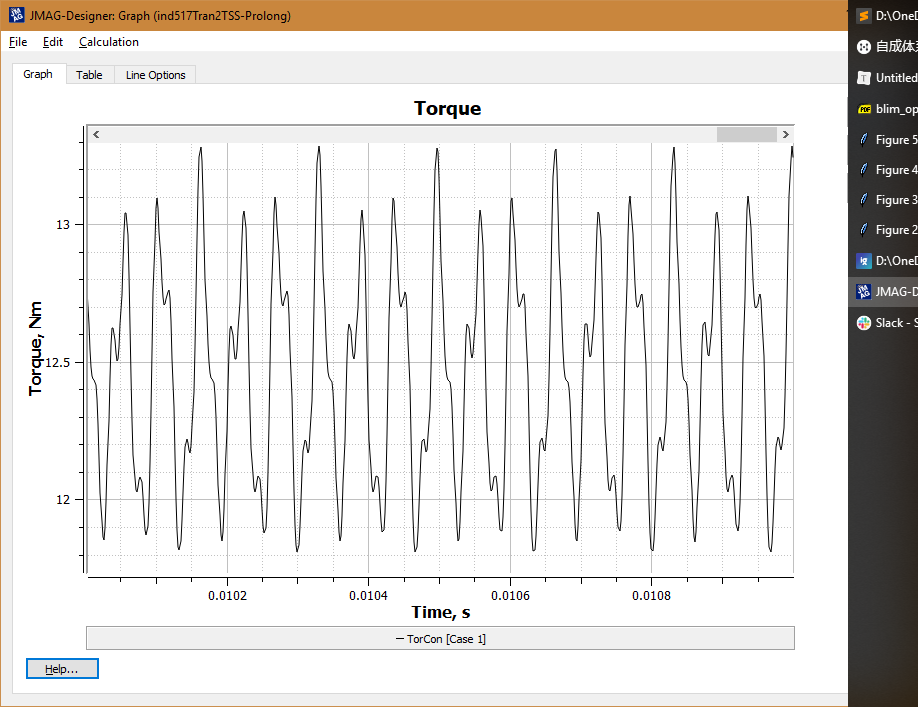 JMAG-Designer: Graph (ind517Tran2TSS-Prolong)
File Edit Calculation
Graph Table Line Options
Torque
13
12.5
12
Torque, Nm
0.0102 0.0104 0.0106 0.0108
Time, s
TorCon [Case 1]
Help...
D:\OneD
自成体系
Untitled
blim_op
Figure 5
Figure 4
Figure 3
Figure 2
D:\OneD
JMAG-D
Slack - S